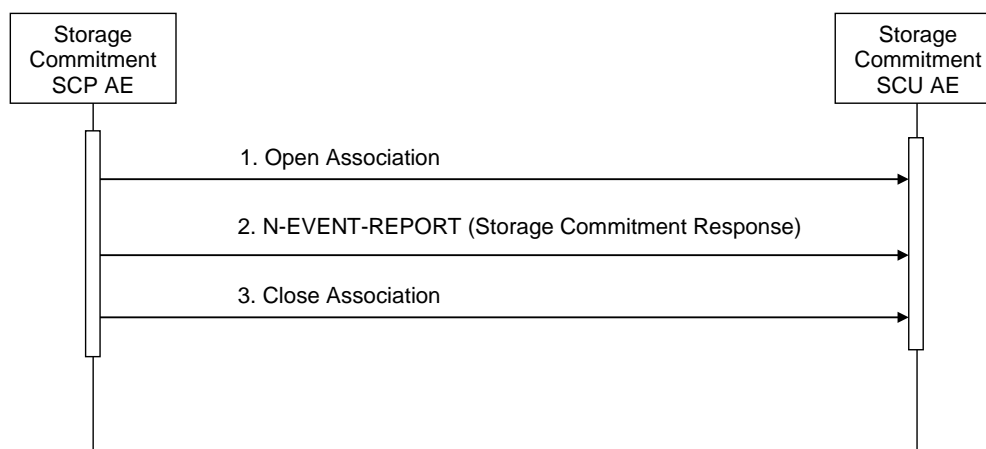 Storage
Commitment
SCP AE
Storage
Commitment
SCU AE
1. Open Association
2. N-EVENT-REPORT (Storage Commitment Response)
3. Close Association